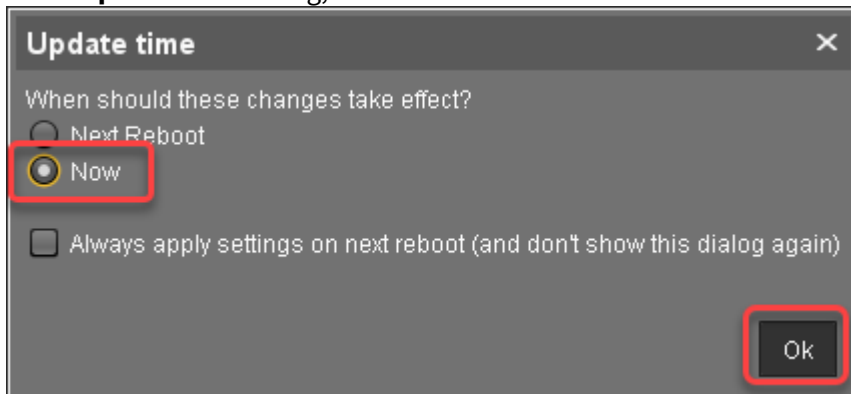 Update time
When should these changes take effect?
Next Reboot
Now
Always apply settings on next reboot (and don't show this dialog again)
Ok